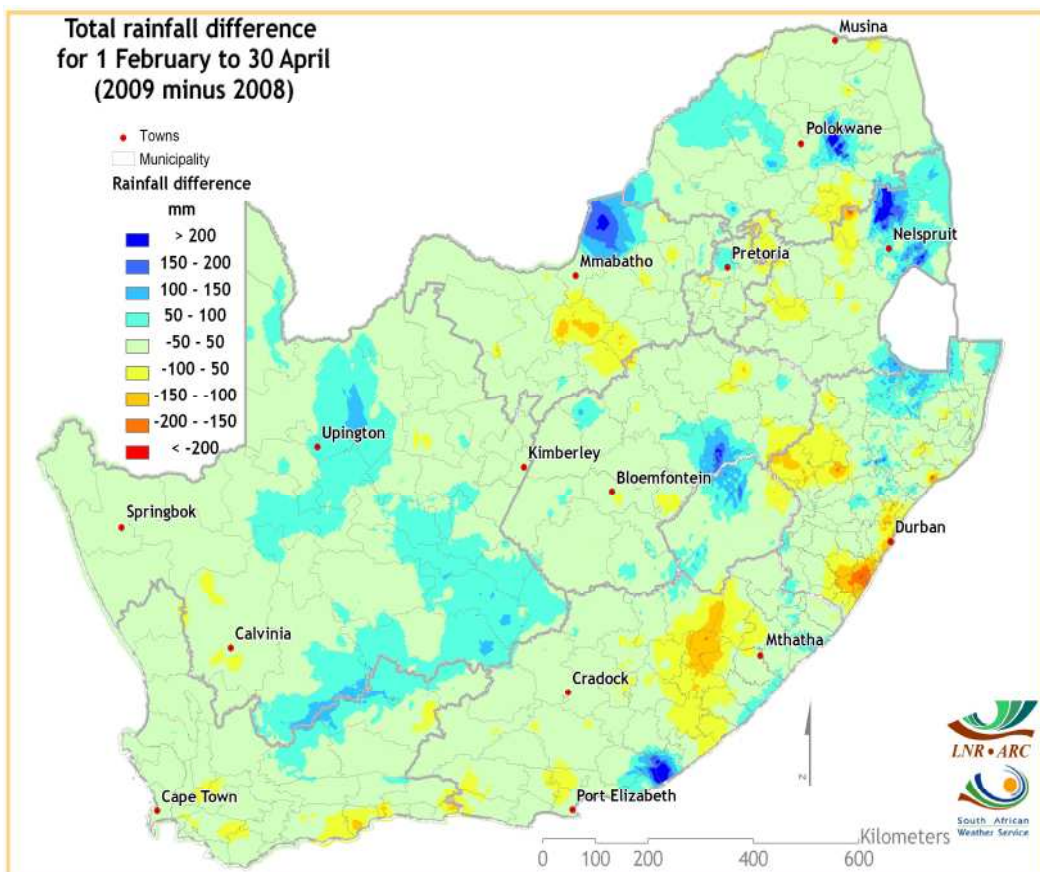 Total rainfall difference
for 1 February to 30 April
(2009 minus 2008)
Towns
Municipality
Rainfall difference
mm
> 200
150 - 200
100 - 150
50 - 100
-50 - 50
-100 - 50
-150 - -100
-200 - -150
< -200
Musina
Polokwane
Nelspruit
Pretoria
Mmabatho
Upington
Kimberley
Bloemfontein
Springbok
Durban
Calvinia
Mthatha
Cradock
Cape Town
Port Elizabeth
N
LNR • ARC
South African
Weather Service
Kilometers
0 100 200 400 600